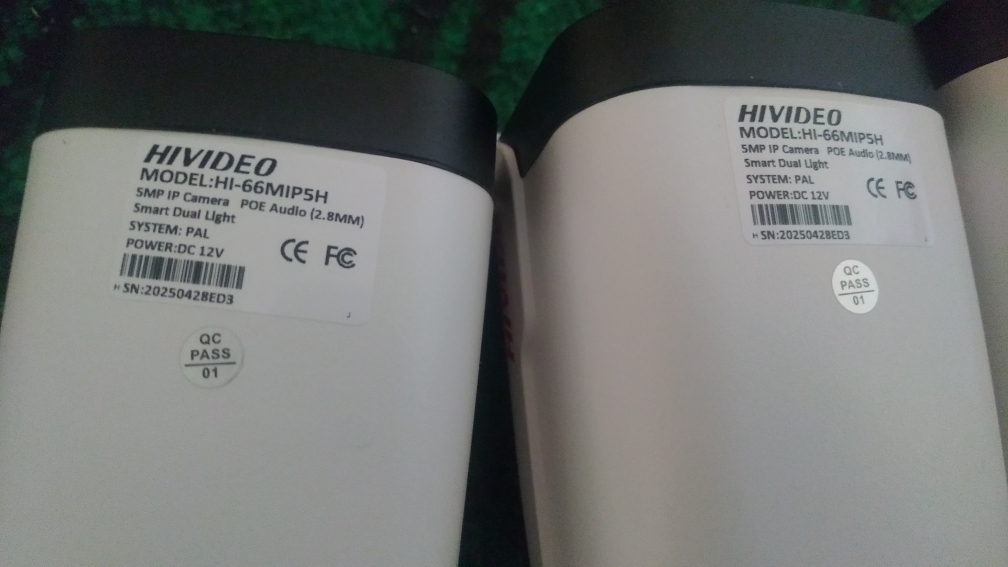 HIVIDEO
MODEL:HI-66MIP5H
5MP IP Camera POE Audio (2.8MM)
Smart Dual Light
SYSTEM: PAL
POWER:DC 12V
CE FC
SN:20250428ED3
QC
PASS
01
HIVIDEO
MODEL:HI-66MIP5H
5MP IP Camera POE Audio (2.8MM)
Smart Dual Light
SYSTEM: PAL
POWER:DC 12V
CE FC
SN:20250428ED3
QC
PASS
01